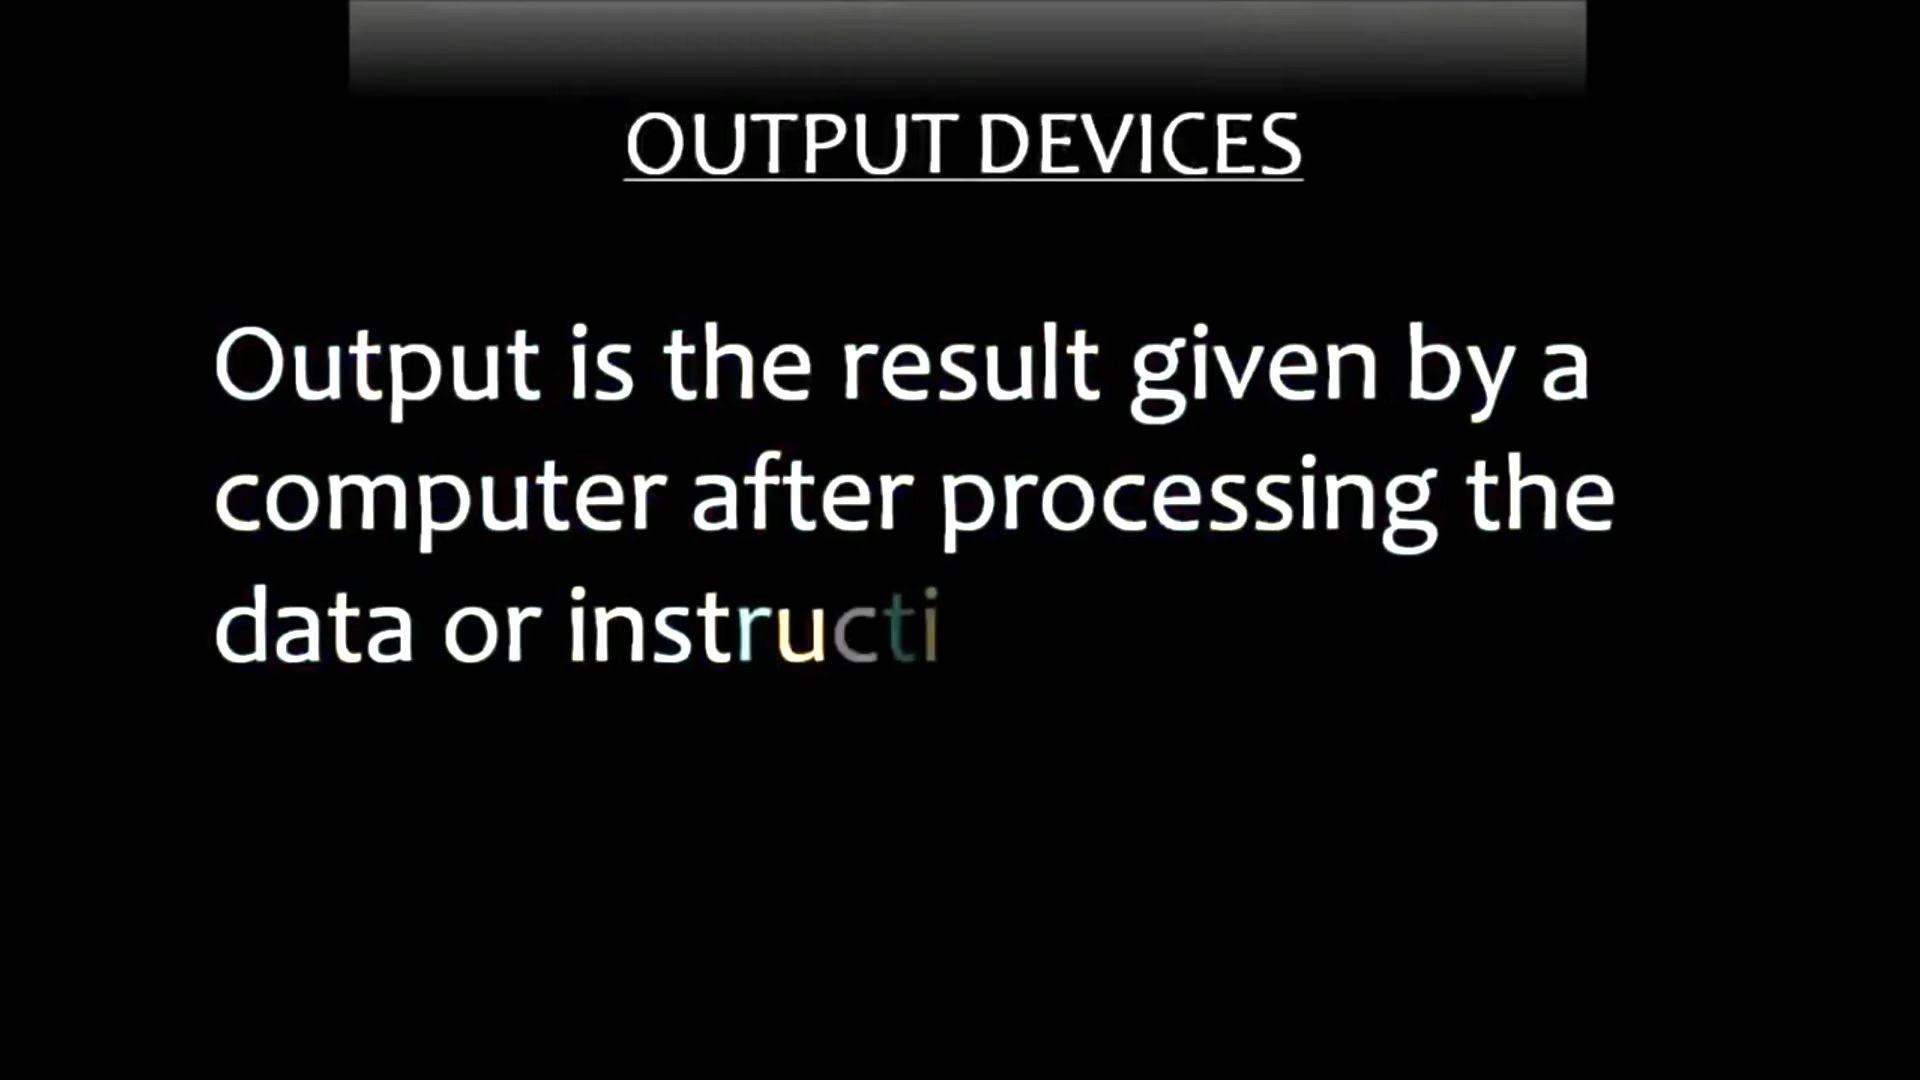 OUTPUT DEVICES
Output is the result given by a
computer after processing the
data or instructi